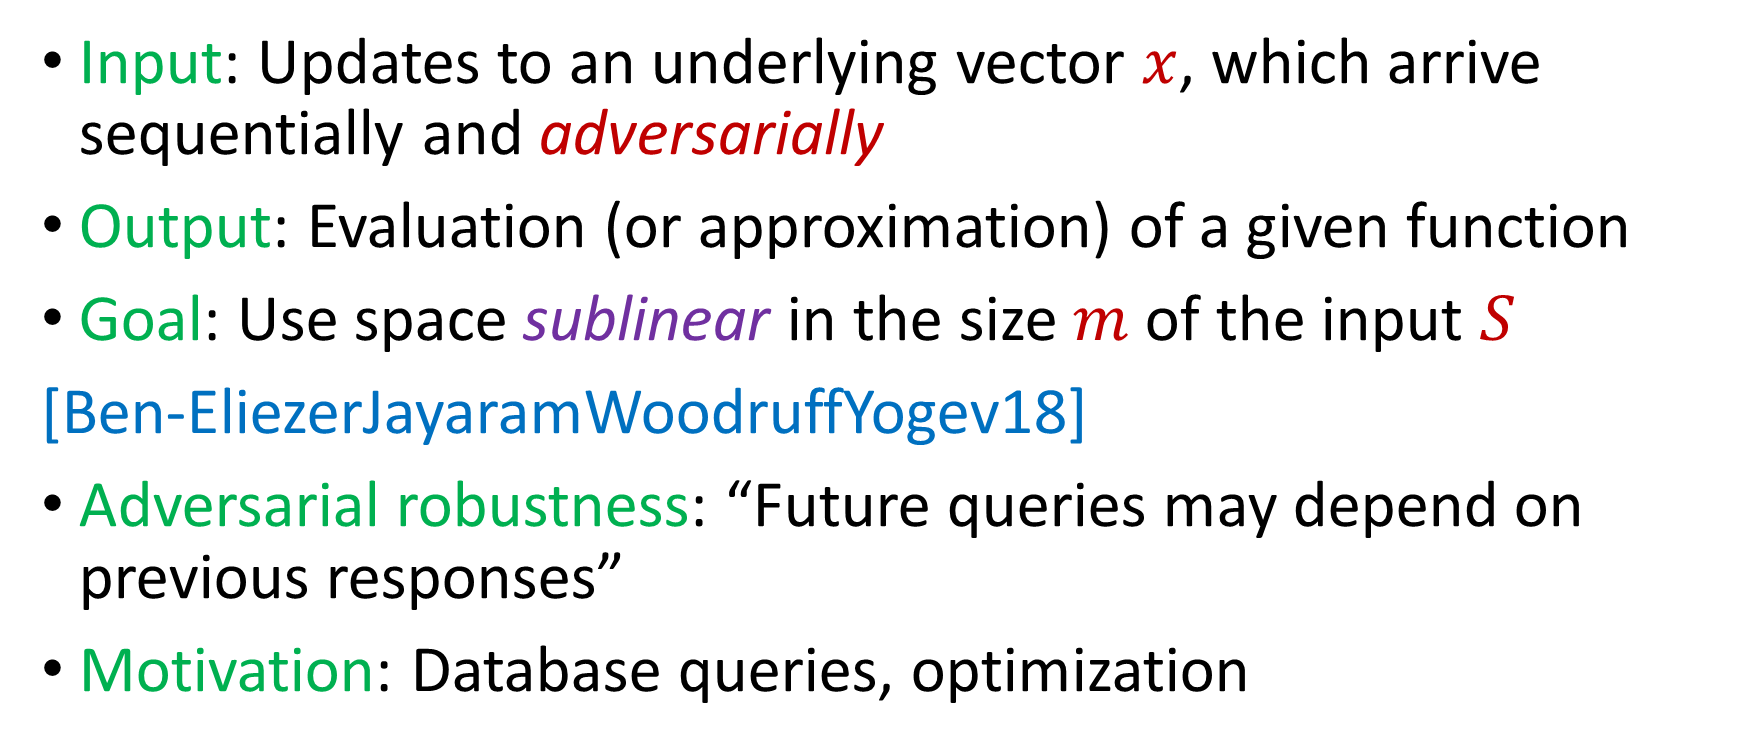 • Input: Updates to an underlying vector x, which arrive
sequentially and adversarially
• Output: Evaluation (or approximation) of a given function
• Goal: Use space sublinear in the size m of the input S
[Ben-EliezerJayaramWoodruffYogev18]
• Adversarial robustness: “Future queries may depend on
previous responses”
• Motivation: Database queries, optimization